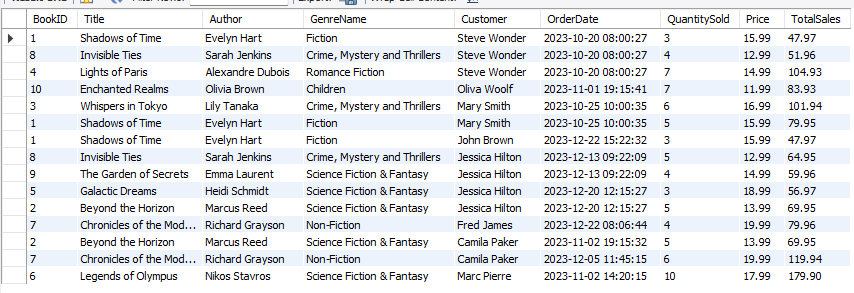 BookID Title Author GenreName Customer OrderDate QuantitySold Price TotalSales
1 Shadows of Time Evelyn Hart Fiction Steve Wonder 2023-10-20 08:00:27 3 15.99 47.97
8 Invisible Ties Sarah Jenkins Crime, Mystery and Thrillers Steve Wonder 2023-10-20 08:00:27 4 12.99 51.96
4 Lights of Paris Alexandre Dubois Romance Fiction Steve Wonder 2023-10-20 08:00:27 7 14.99 104.93
10 Enchanted Realms Olivia Brown Children Oliva Woolf 2023-11-01 19:15:41 7 11.99 83.93
3 Whispers in Tokyo Lily Tanaka Crime, Mystery and Thrillers Mary Smith 2023-10-25 10:00:35 6 16.99 101.94
1 Shadows of Time Evelyn Hart Fiction Mary Smith 2023-10-25 10:00:35 5 15.99 79.95
1 Shadows of Time Evelyn Hart Fiction John Brown 2023-12-22 15:22:32 3 15.99 47.97
8 Invisible Ties Sarah Jenkins Crime, Mystery and Thrillers Jessica Hilton 2023-12-13 09:22:09 5 12.99 64.95
9 The Garden of Secrets Emma Laurent Science Fiction & Fantasy Jessica Hilton 2023-12-13 09:22:09 4 14.99 59.96
5 Galactic Dreams Heidi Schmidt Science Fiction & Fantasy Jessica Hilton 2023-12-20 12:15:27 3 18.99 56.97
2 Beyond the Horizon Marcus Reed Science Fiction & Fantasy Jessica Hilton 2023-12-20 12:15:27 5 13.99 69.95
7 Chronicles of the Mod... Richard Grayson Non-Fiction Fred James 2023-12-22 08:06:44 4 19.99 79.96
2 Beyond the Horizon Marcus Reed Science Fiction & Fantasy Camila Paker 2023-11-02 19:15:32 5 13.99 69.95
7 Chronicles of the Mod... Richard Grayson Non-Fiction Camila Paker 2023-12-05 11:45:15 6 19.99 119.94
6 Legends of Olympus Nikos Stavros Science Fiction & Fantasy Marc Pierre 2023-11-02 14:20:15 10 17.99 179.90